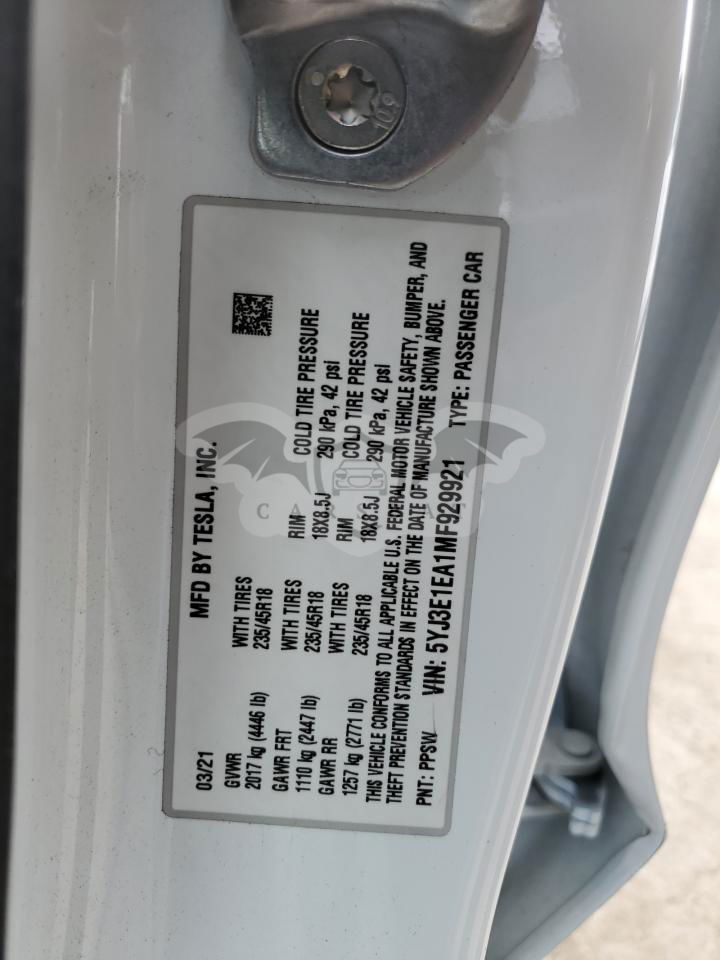 10.9
03/21 MFD BY TESLA, INC.
GVWR WITH TIRES RIM COLD TIRE PRESSURE
2017 kg (4446 lb) 235/45R18 18X8.5J 290 kPa, 42 psi
GAWR FRT WITH TIRES RIM COLD TIRE PRESSURE
1110 kg (2447 lb) 235/45R18 18X8.5J 290 kPa, 42 psi
GAWR RR WITH TIRES
1257 kg (2771 lb) 235/45R18
THIS VEHICLE CONFORMS TO ALL APPLICABLE U.S. FEDERAL MOTOR VEHICLE SAFETY, BUMPER, AND
THEFT PREVENTION STANDARDS IN EFFECT ON THE DATE OF MANUFACTURE SHOWN ABOVE.
PNT: PPSW VIN: 5YJ3E1EA1MF929921 TYPE: PASSENGER CAR